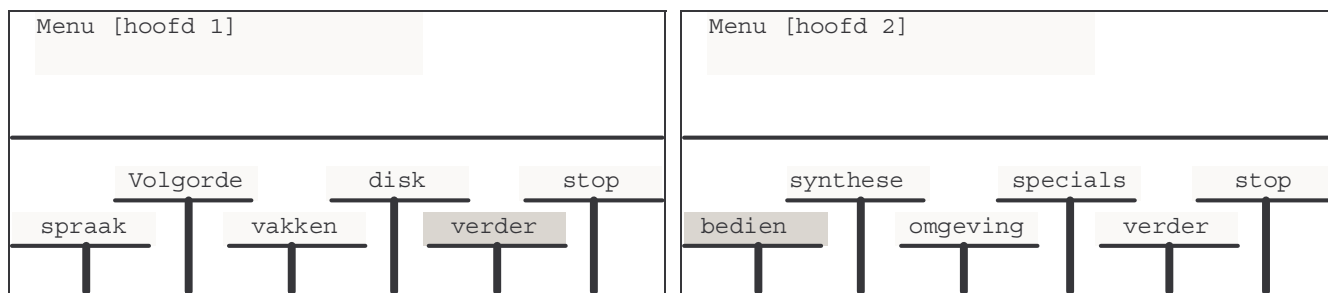 Menu [hoofd 1]
Volgorde disk stop
spraak vakken verder
Menu [hoofd 2]
synthese specials stop
bedien omgeving verder